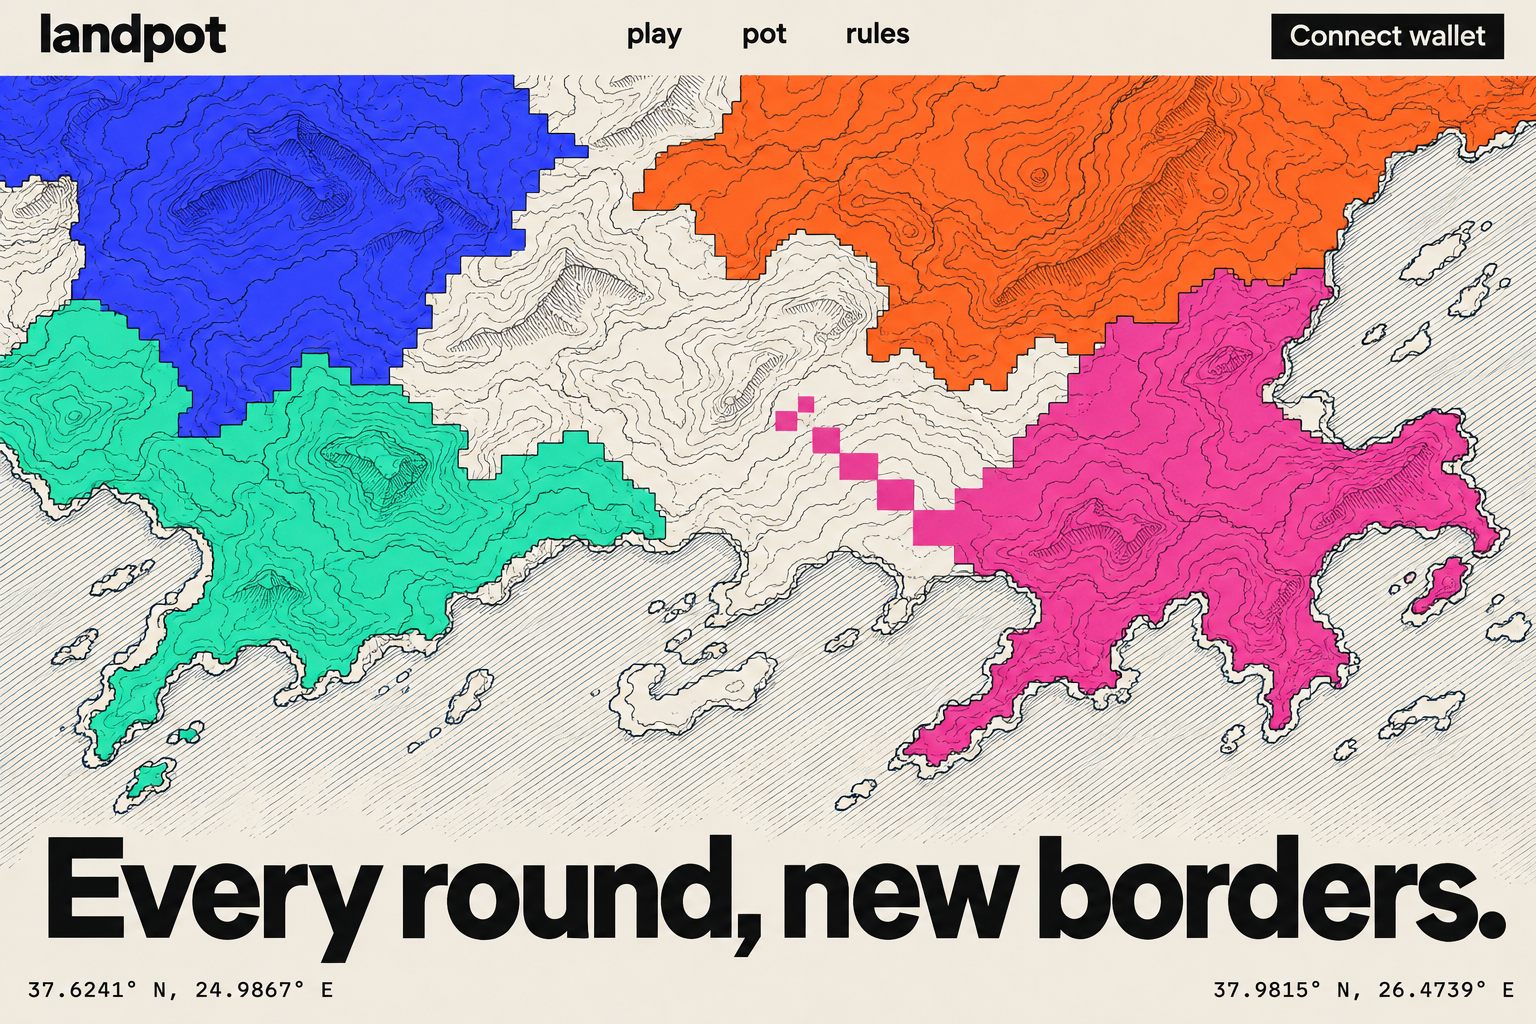 landpot
play pot rules
Connect wallet
Every round, new borders.
37.6241° N, 24.9867° E
37.9815° N, 26.4739° E